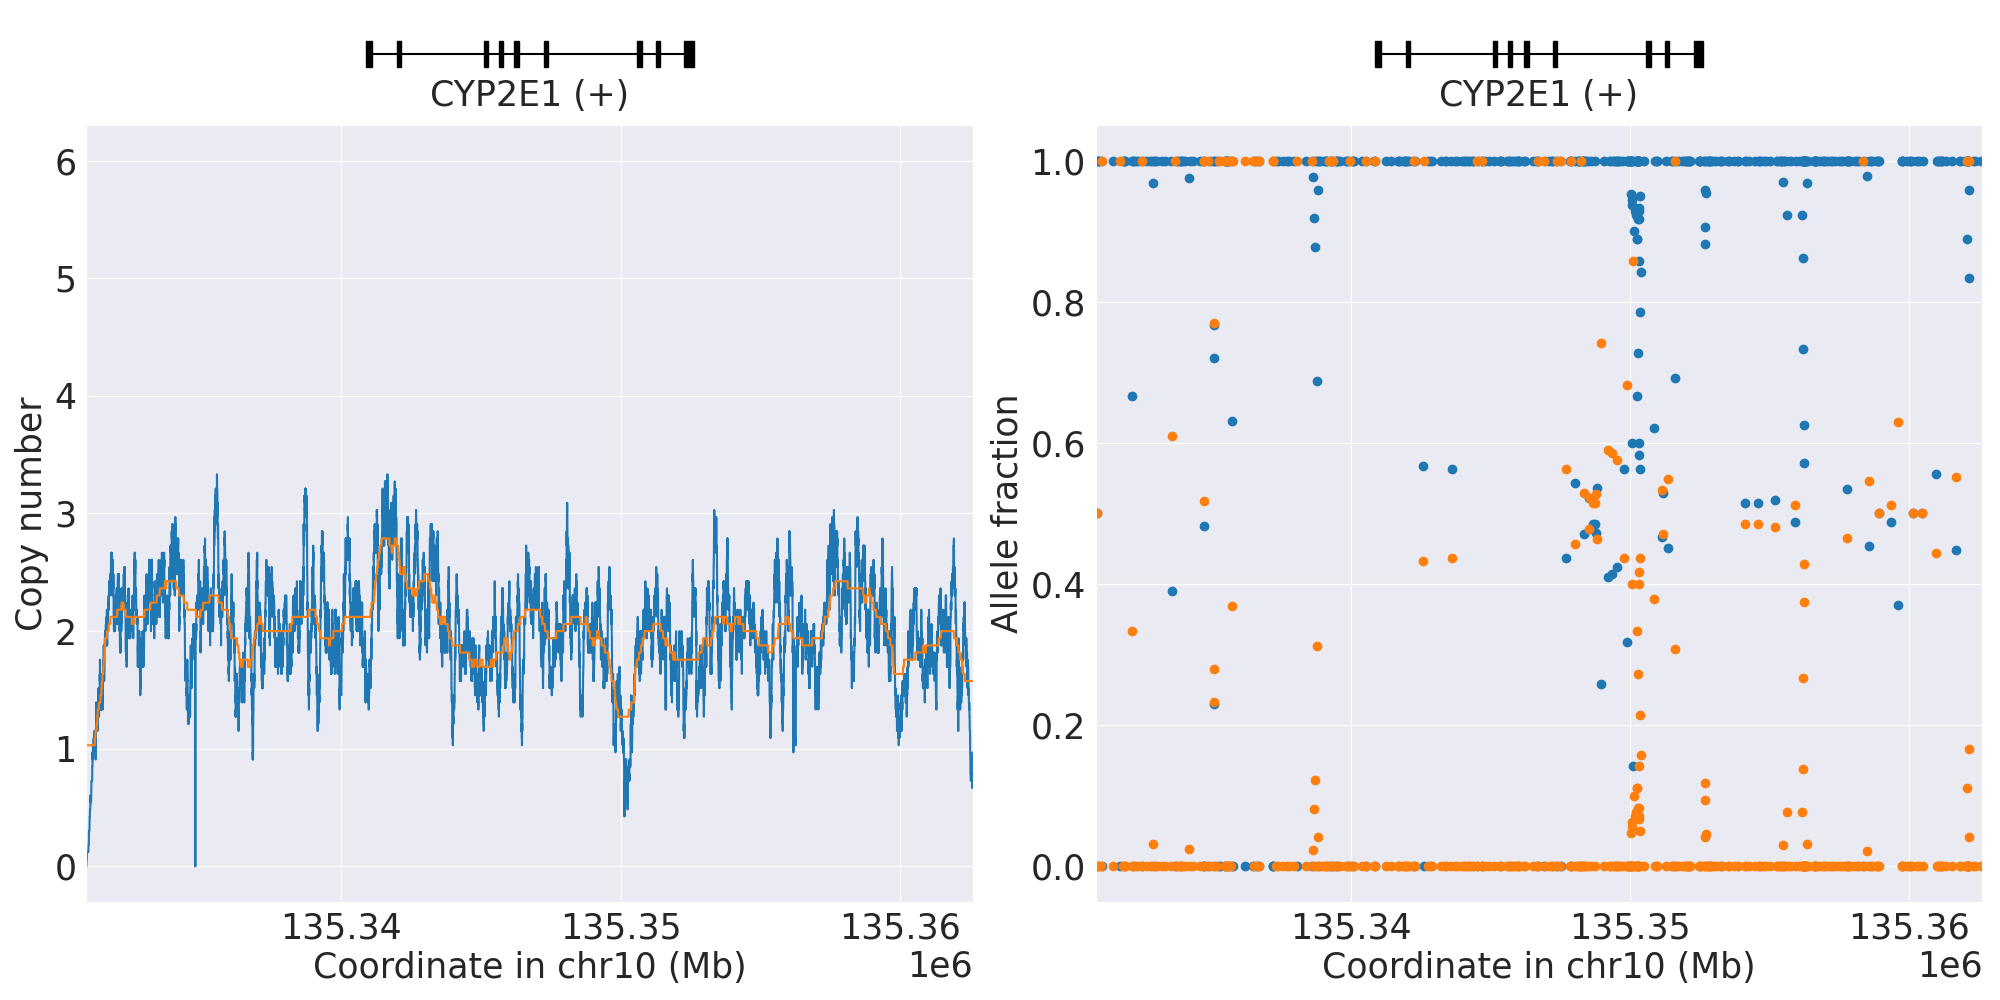 CYP2E1 (+)
6
5
4
3
2
1
0
Copy number
135.34
135.35
135.36
Coordinate in chr10 (Mb)
1e6
CYP2E1 (+)
1.0
0.8
0.6
0.4
0.2
0.0
Allele fraction
135.34
135.35
135.36
Coordinate in chr10 (Mb)
1e6